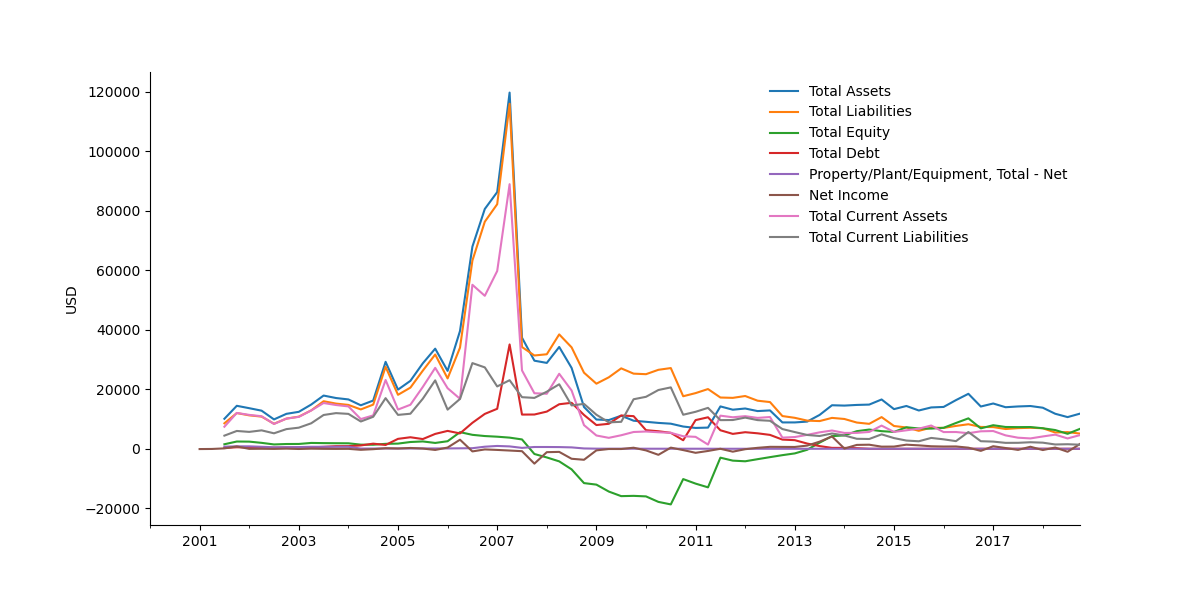 120000
100000
80000
60000
40000
20000
0
−20000
USD
2001 2003 2005 2007 2009 2011 2013 2015 2017
Total Assets
Total Liabilities
Total Equity
Total Debt
Property/Plant/Equipment, Total - Net
Net Income
Total Current Assets
Total Current Liabilities